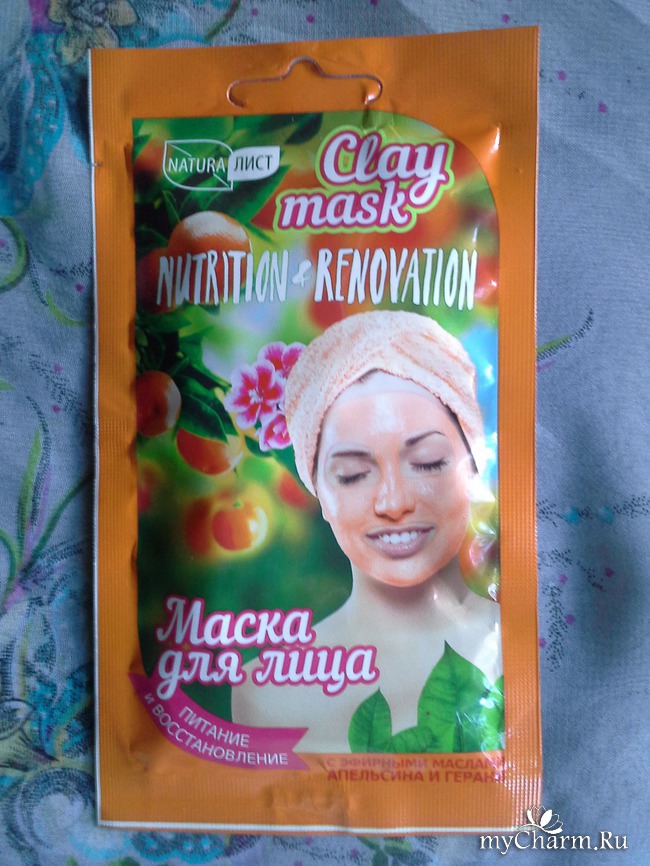 NATURA ЛИСТ
Clay
mask
NUTRITION & RENOVATION
Маска
для лица
ПИТАНИЕ
И ВОССТАНОВЛЕНИЕ
С ЭФИРНЫМИ МАСЛАМИ
АПЕЛЬСИНА И ГЕРАНИ
myCharm.Ru